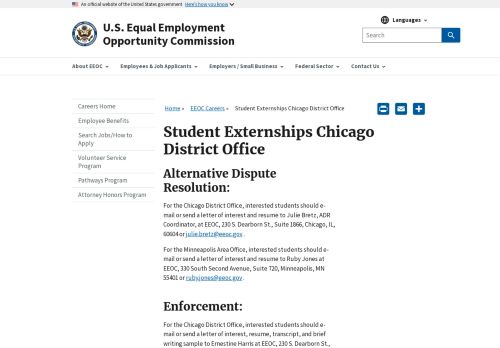 An official website of the United States government Here's how you know
Languages
U.S. Equal Employment
Opportunity Commission
Search
About EEOC
Employees & Job Applicants
Employers / Small Business
Federal Sector
Contact Us
Careers Home
Employee Benefits
Search Jobs/How to
Apply
Volunteer Service
Program
Pathways Program
Attorney Honors Program
Home » EEOC Careers » Student Externships Chicago District Office
Student Externships Chicago
District Office
Alternative Dispute
Resolution:
For the Chicago District Office, interested students should e-
mail or send a letter of interest and resume to Julie Bretz, ADR
Coordinator, at EEOC, 230 S. Dearborn St., Suite 1866, Chicago, IL,
60604 or julie.bretz@eeoc.gov.
For the Minneapolis Area Office, interested students should e-
mail or send a letter of interest and resume to Ruby Jones at
EEOC, 330 South Second Avenue, Suite 720, Minneapolis, MN
55401 or ruby.jones@eeoc.gov.
Enforcement:
For the Chicago District Office, interested students should e-
mail or send a letter of interest, resume, transcript, and brief
writing sample to Ernestine Harris at EEOC, 230 S. Dearborn St.,